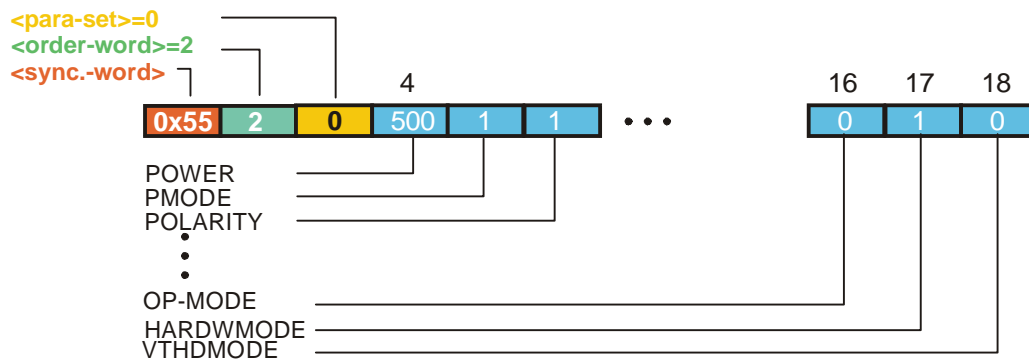 <para-set>=0
<order-word>=2
<sync.-word>
4 16 17 18
0x55 2 0 500 1 1 • • • 0 1 0
POWER
PMODE
POLARITY
•
•
•
OP-MODE
HARDWMODE
VTHDMODE